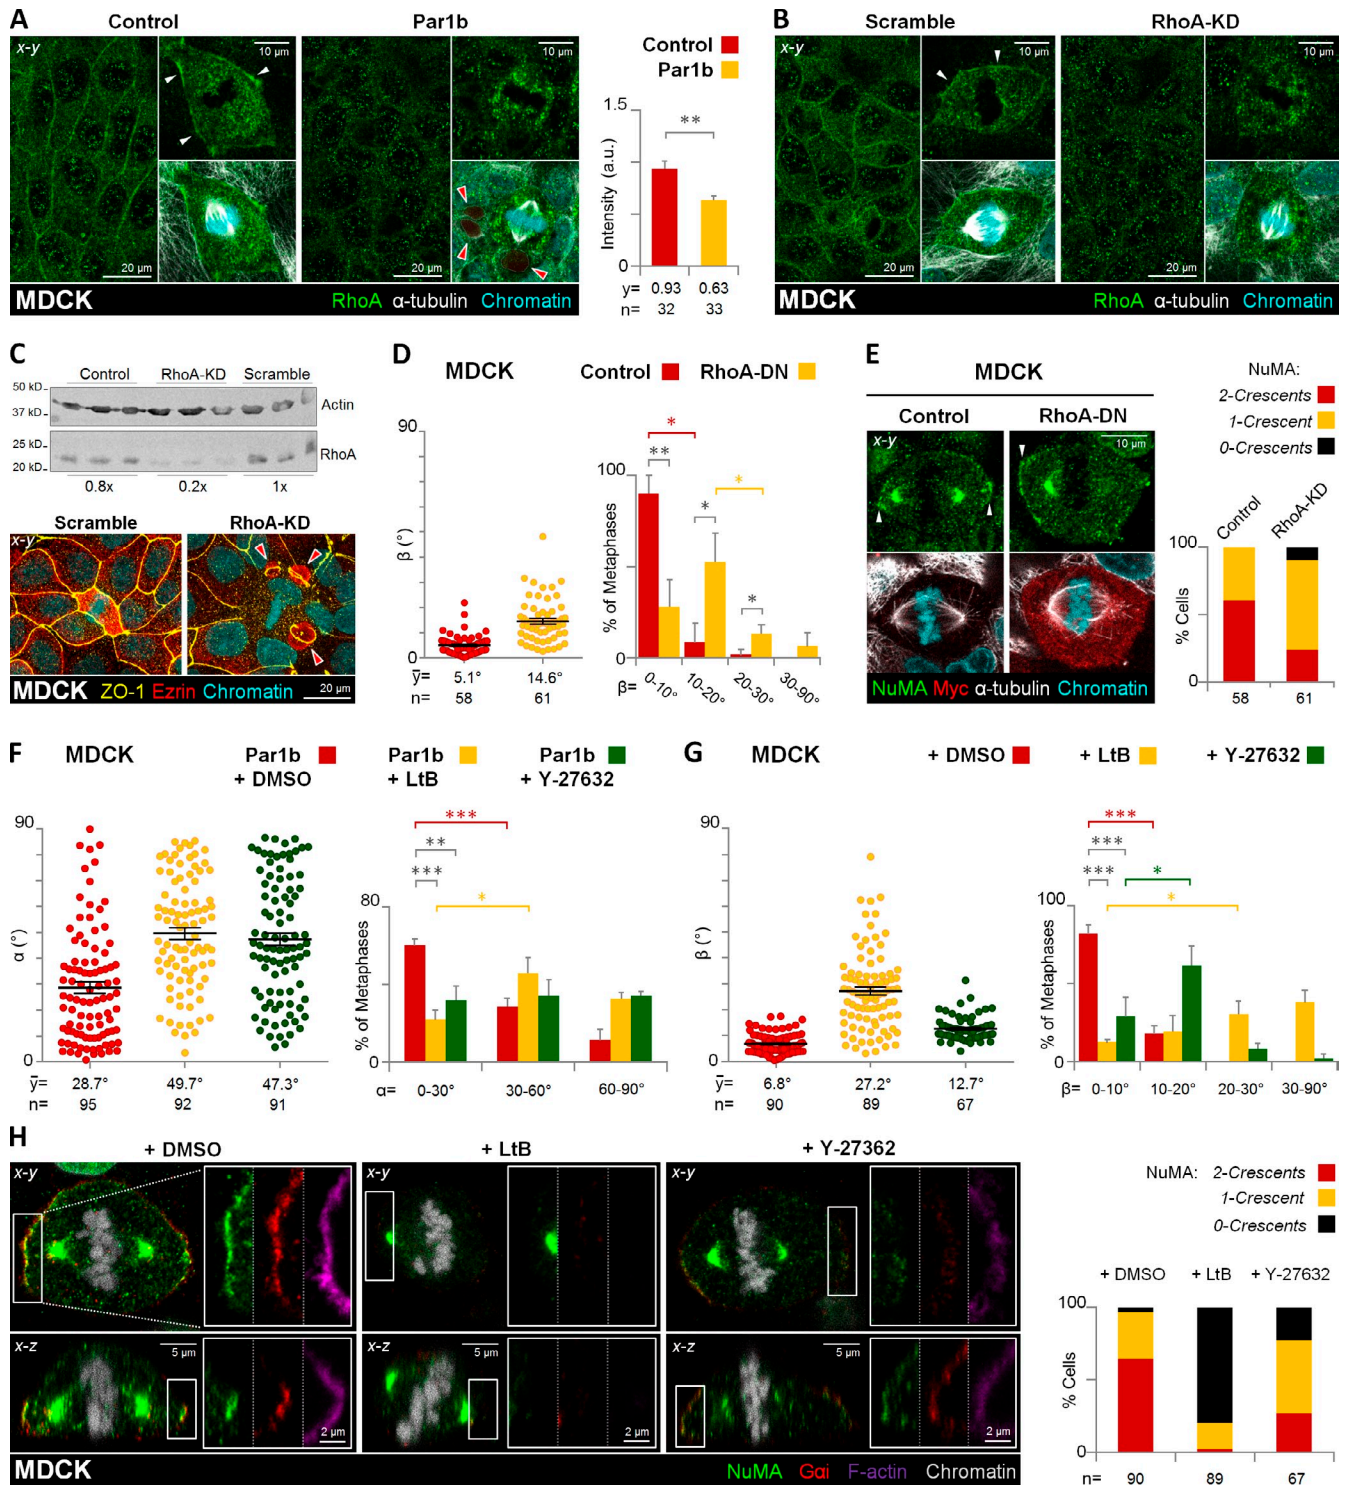 A
Control
Par1b
x-y
10 µm
10 µm
20 µm
20 µm
MDCK
RhoA α-tubulin Chromatin
Control
Par1b
1.5
**
Intensity (a.u.)
0
y= 0.93 0.63
n= 32 33
B
Scramble
RhoA-KD
x-y
10 µm
10 µm
20 µm
20 µm
MDCK
RhoA α-tubulin Chromatin
C
Control RhoA-KD Scramble
50 kD
37 kD
Actin
25 kD
20 kD
RhoA
0.8x 0.2x 1x
Scramble
RhoA-KD
x-y
MDCK ZO-1 Ezrin Chromatin 20 µm
D
MDCK
Control
RhoA-DN
90
β (°)
0
y̅= 5.1° 14.6°
n= 58 61
*
**
*
*
*
100
% of Metaphases
0
β= 0-10° 10-20° 20-30° 30-90°
E
MDCK
Control
RhoA-DN
x-y
10 µm
NuMA Myc α-tubulin Chromatin
NuMA:
2-Crescents
1-Crescent
0-Crescents
Control
RhoA-KD
100
% Cells
0
58 61
F
MDCK
Par1b
+ DMSO
Par1b
+ LtB
Par1b
+ Y-27632
90
α (°)
0
y̅= 28.7° 49.7° 47.3°
n= 95 92 91
***
**
***
*
80
% of Metaphases
0
α= 0-30° 30-60° 60-90°
G
MDCK
+ DMSO
+ LtB
+ Y-27632
90
β (°)
0
y̅= 6.8° 27.2° 12.7°
n= 90 89 67
***
***
***
*
*
100
% of Metaphases
0
β= 0-10° 10-20° 20-30° 30-90°
H
+ DMSO
+ LtB
+ Y-27362
x-y
x-y
x-y
x-z
5 µm
2 µm
x-z
5 µm
2 µm
x-z
5 µm
2 µm
MDCK
NuMA Gαi F-actin Chromatin
NuMA: 2-Crescents
1-Crescent
0-Crescents
+ DMSO + LtB + Y-27632
100
% Cells
0
n= 90 89 67